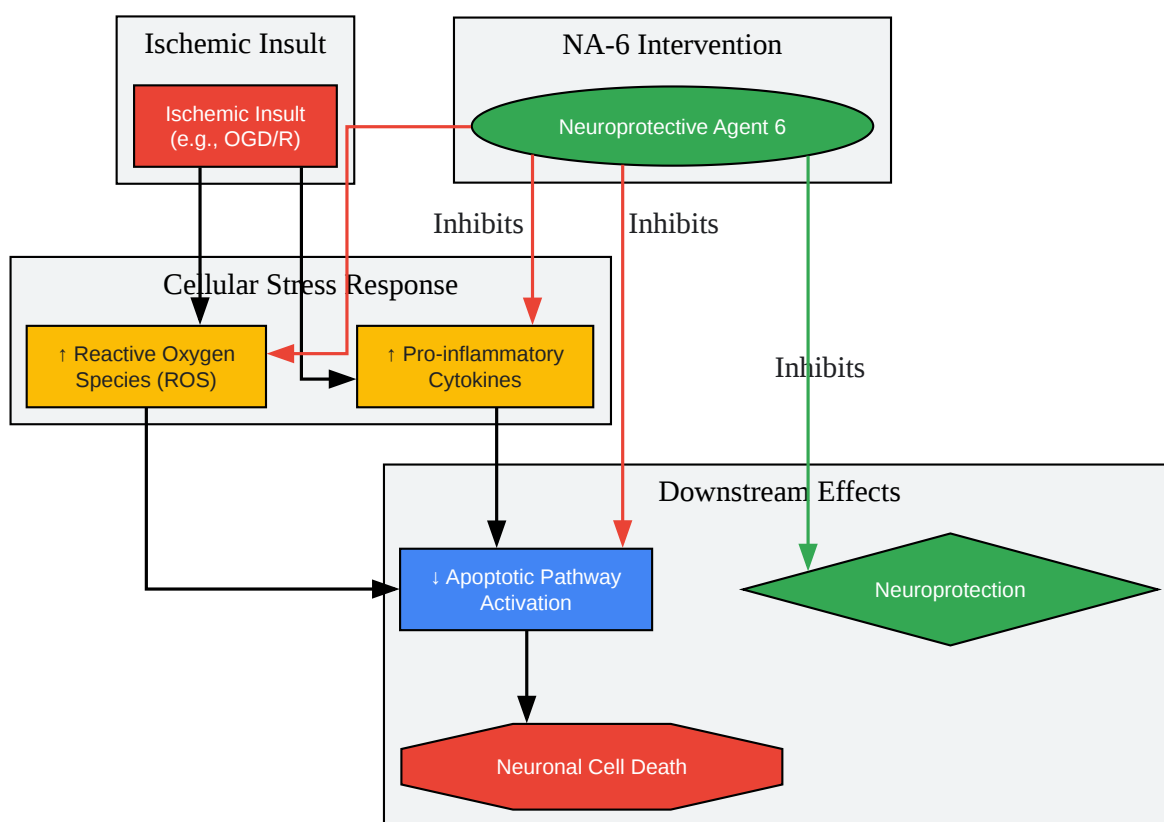 Ischemic Insult
NA-6 Intervention
Ischemic Insult
(e.g., OGD/R)
Neuroprotective Agent 6
Inhibits
Inhibits
Cellular Stress Response
↑ Reactive Oxygen
Species (ROS)
↑ Pro-inflammatory
Cytokines
Inhibits
Downstream Effects
↓ Apoptotic Pathway
Activation
Neuroprotection
Neuronal Cell Death